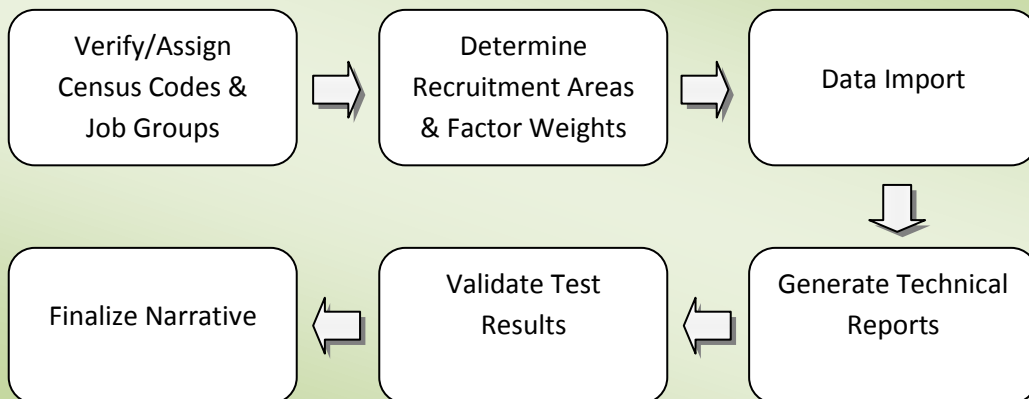 Verify/Assign
Census Codes &
Job Groups
Determine
Recruitment Areas
& Factor Weights
Data Import
Generate Technical
Reports
Validate Test
Results
Finalize Narrative